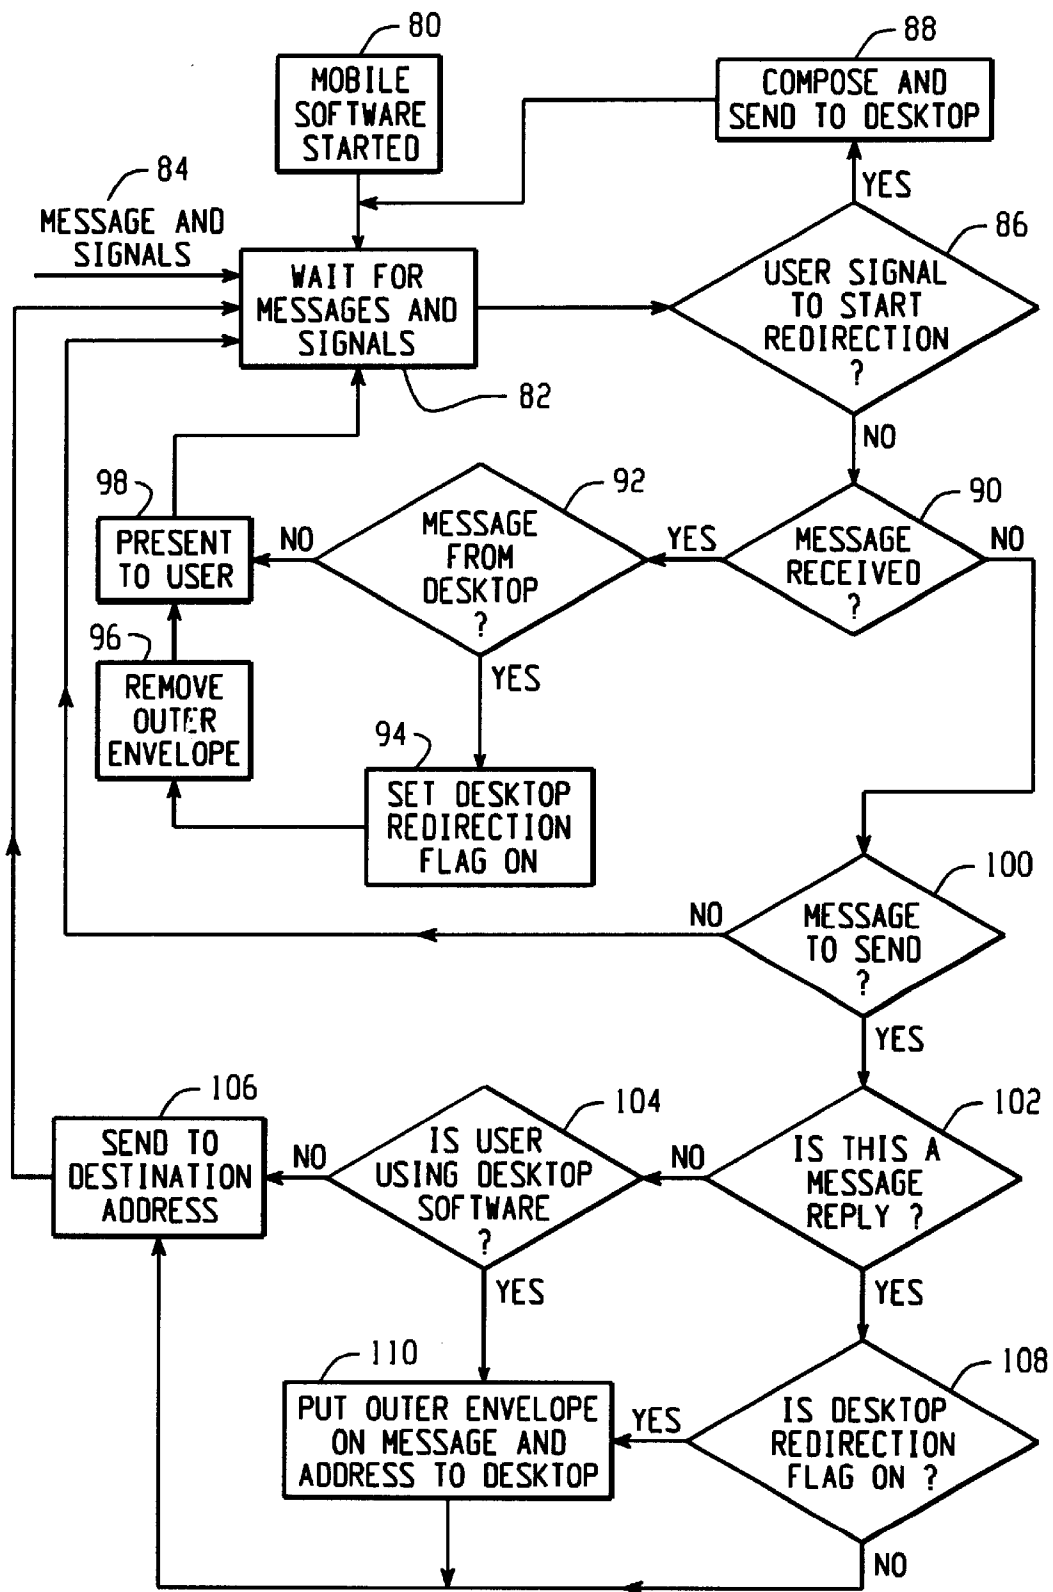 80
MOBILE
SOFTWARE
STARTED
88
COMPOSE AND
SEND TO DESKTOP
YES
84
MESSAGE AND
SIGNALS
WAIT FOR
MESSAGES AND
SIGNALS
82
86
USER SIGNAL
TO START
REDIRECTION
?
NO
98
PRESENT
TO USER
NO
92
MESSAGE
FROM
DESKTOP
?
YES
YES
90
MESSAGE
RECEIVED
?
NO
96
REMOVE
OUTER
ENVELOPE
94
SET DESKTOP
REDIRECTION
FLAG ON
100
MESSAGE
TO SEND
?
NO
YES
106
SEND TO
DESTINATION
ADDRESS
NO
104
IS USER
USING DESKTOP
SOFTWARE
?
YES
NO
102
IS THIS A
MESSAGE
REPLY ?
YES
110
PUT OUTER ENVELOPE
ON MESSAGE AND
ADDRESS TO DESKTOP
YES
108
IS DESKTOP
REDIRECTION
FLAG ON ?
NO